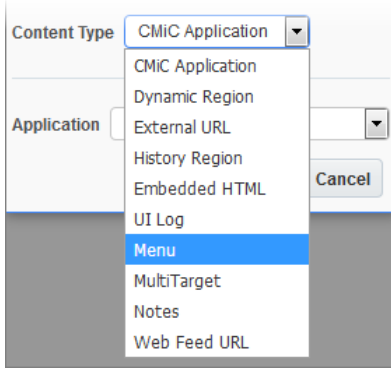 Content Type CMiC Application
CMiC Application
Dynamic Region
Application External URL
History Region
Embedded HTML Cancel
UI Log
Menu
MultiTarget
Notes
Web Feed URL